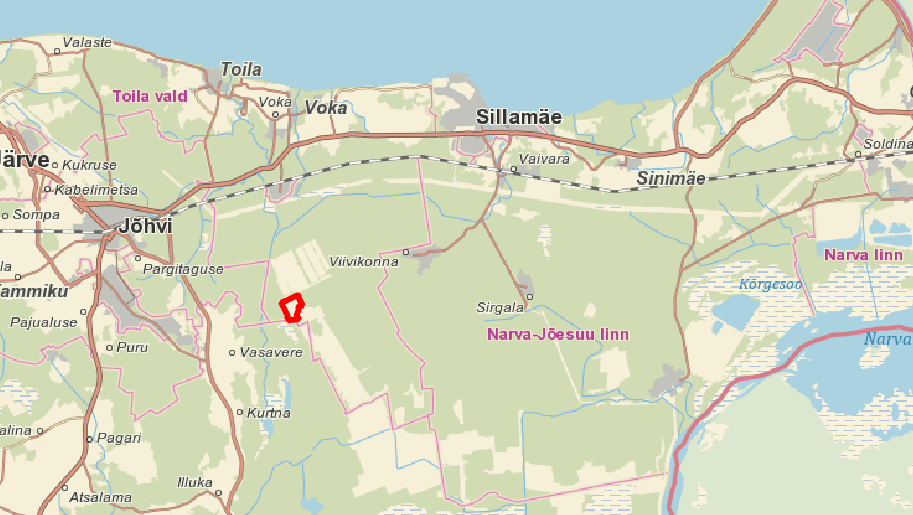 Valaste
Toila
Toila vald
Voka
Voka
Sillamäe
Soldina
Järve
Kukruse
Vaivara
Kabelimetsa
Sinimäe
Sompa
Jõhvi
Viivikonna
Narva linn
Pargitaguse
Kõrgesoo
Sirgala
Pajualuse
Narva-Jõesuu linn
Narva
Puru
Vasavere
Kurtna
Pagari
Illuka
Atsalama